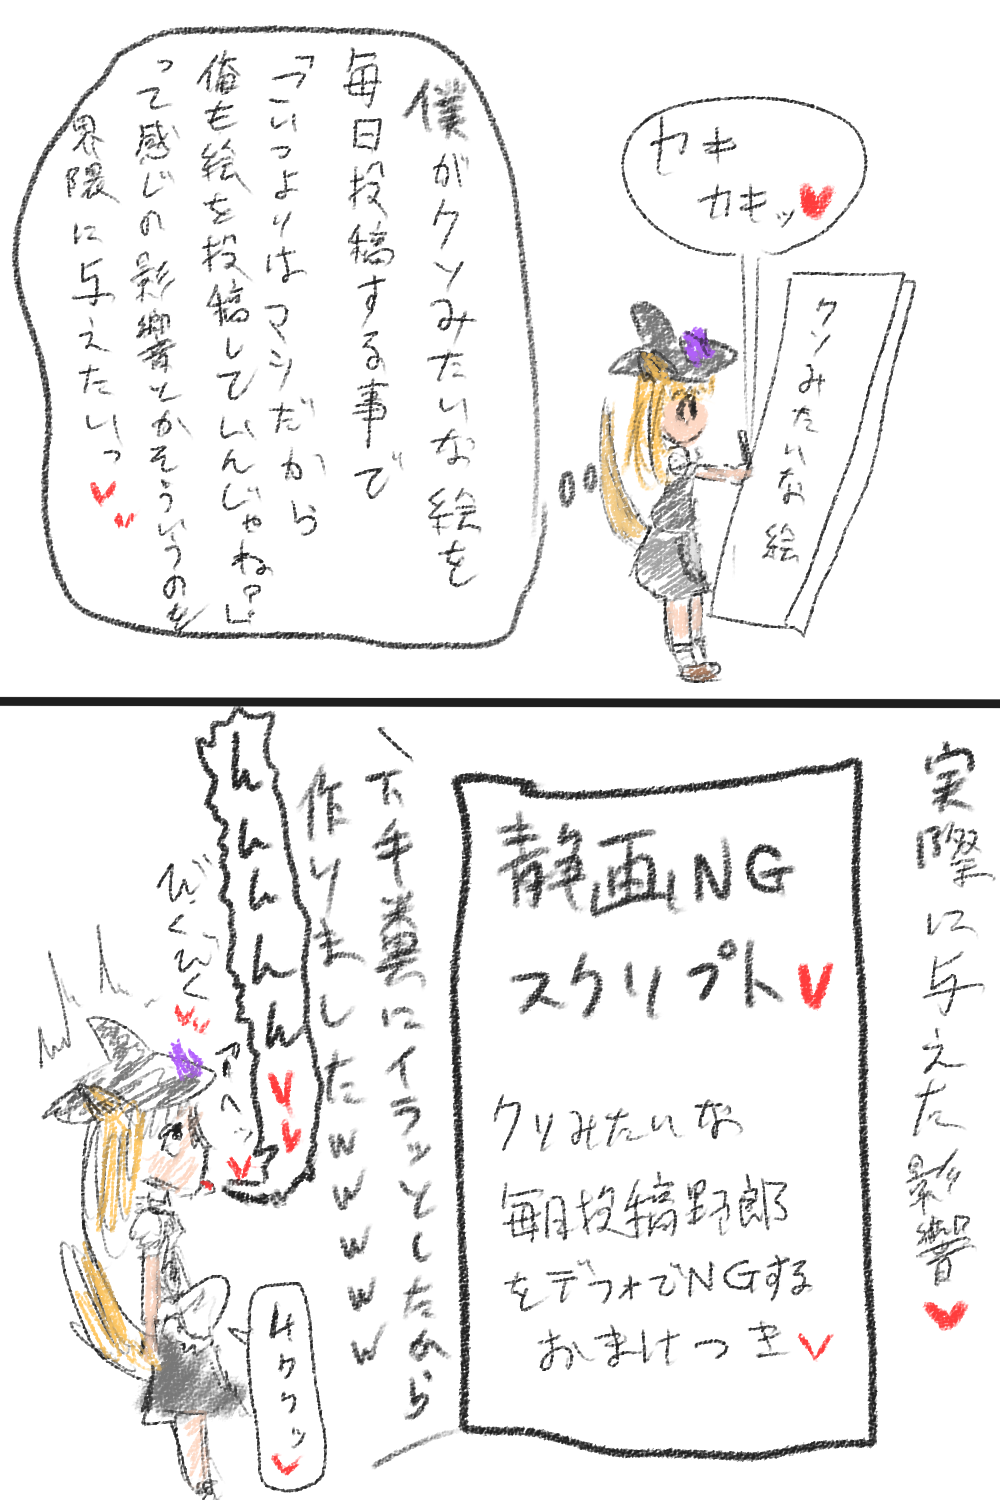 カキ
カキッ
クソみたいな絵
僕がクソみたいな絵を
毎日投稿する事で
「こいつよりはマシだから
俺も絵を投稿していんじゃね?」
って感じの影響とかそういうのを
界隈に与えたいっ
実際に与えた影響
静画NG
スクリプト
クソみたいな
毎日投稿野郎
をデフォでNGする
おまけつき
下手糞にイラッとしたから
作りましたwwwww
んんんんん
アヘッ
びくびく
ムククッ